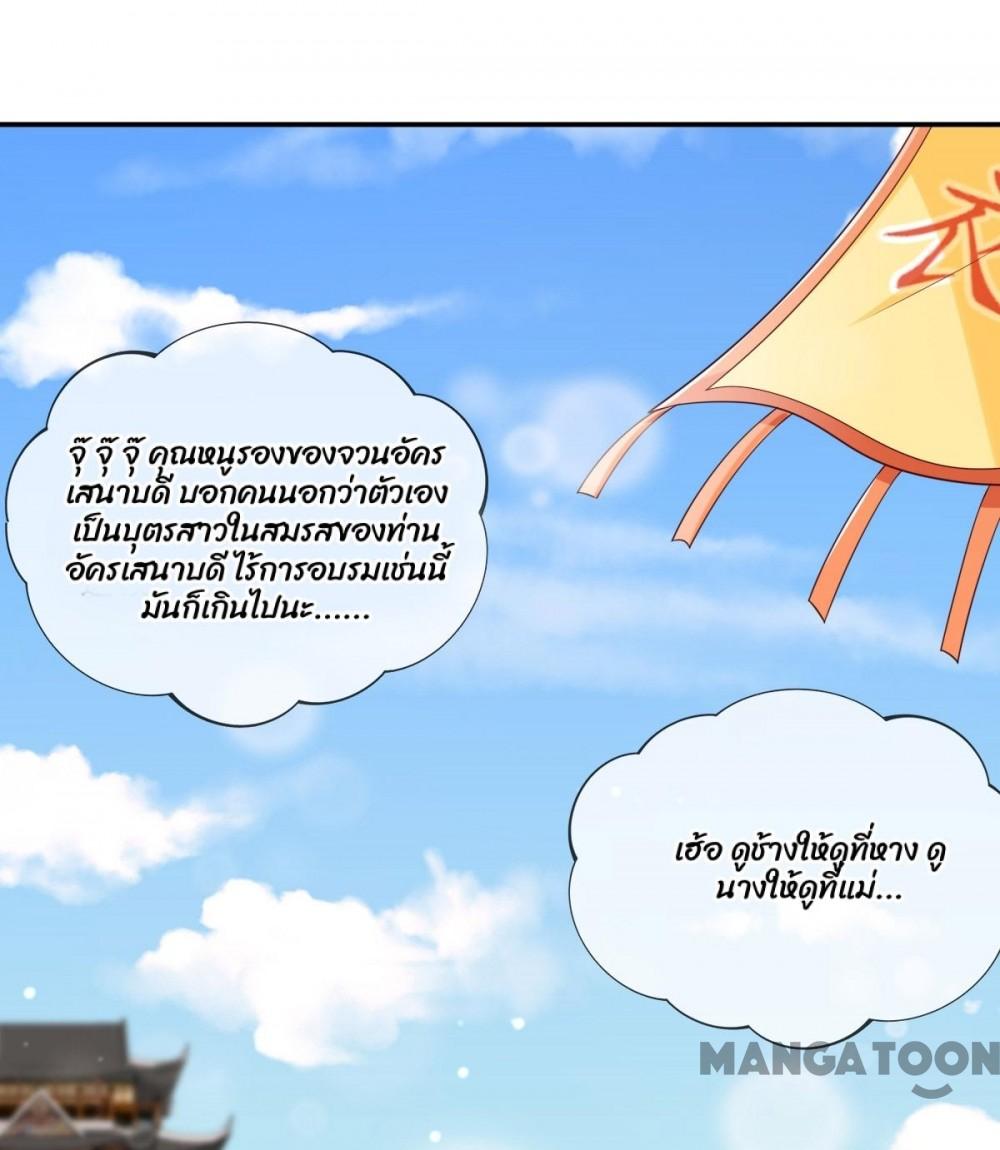 จุ๊ จุ๊ จุ๊ คุณหนูรองของจวนอัคร
เสนาบดี บอกคนนอกว่าตัวเอง
เป็นบุตรสาวในสมรสของท่าน
อัครเสนาบดี ไร้การอบรมเช่นนี้
มันก็เกินไปนะ......
เฮ้อ ดูช้างให้ดูที่หาง ดู
นางให้ดูที่แม่...
MANGATOON